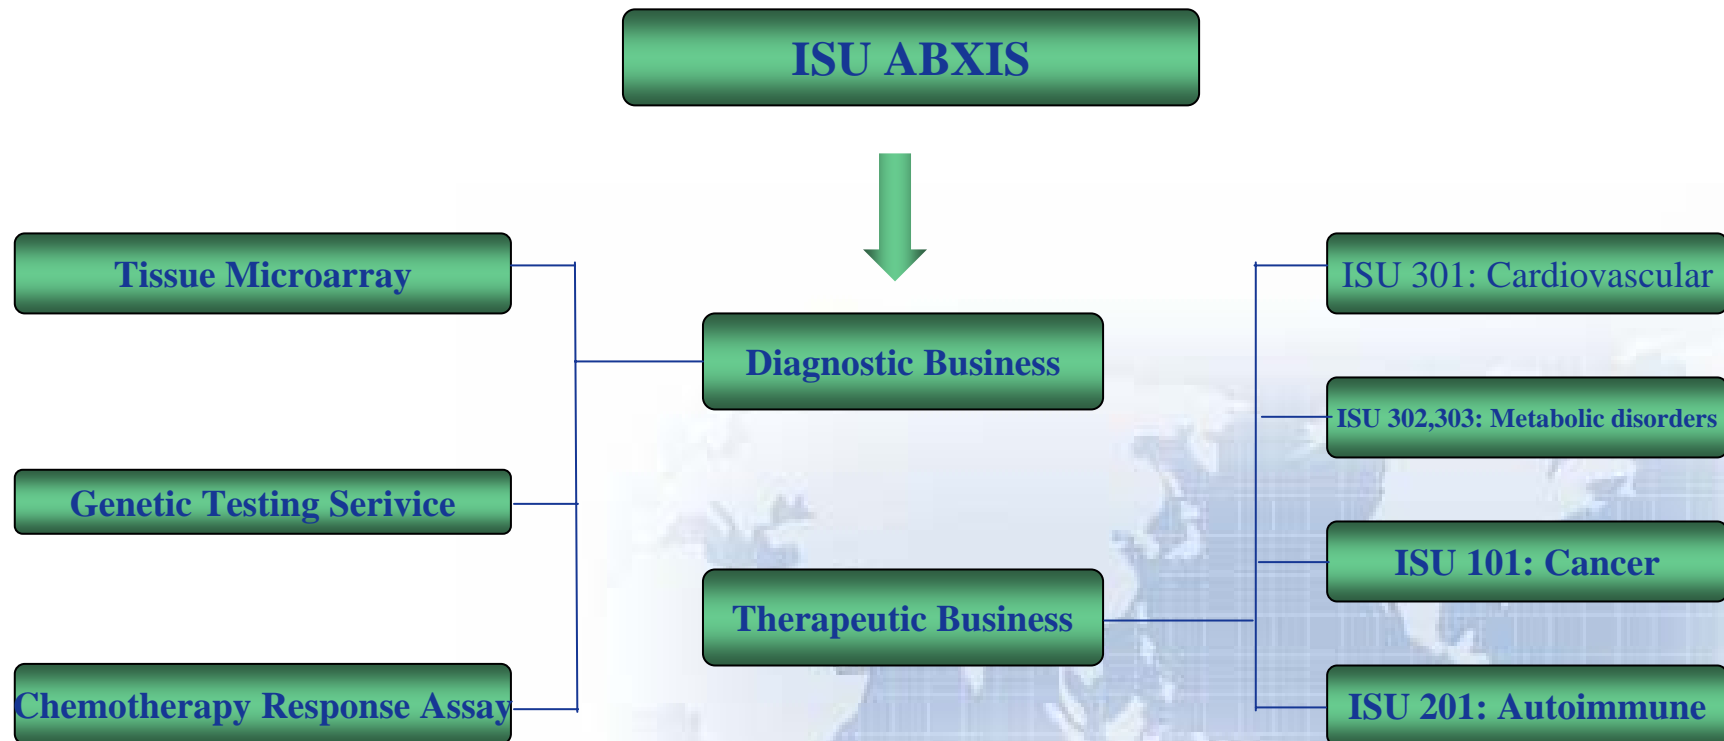 ISU ABXIS
Tissue Microarray
Genetic Testing Serivice
Chemotherapy Response Assay
Diagnostic Business
Therapeutic Business
ISU 301: Cardiovascular
ISU 302,303: Metabolic disorders
ISU 101: Cancer
ISU 201: Autoimmune